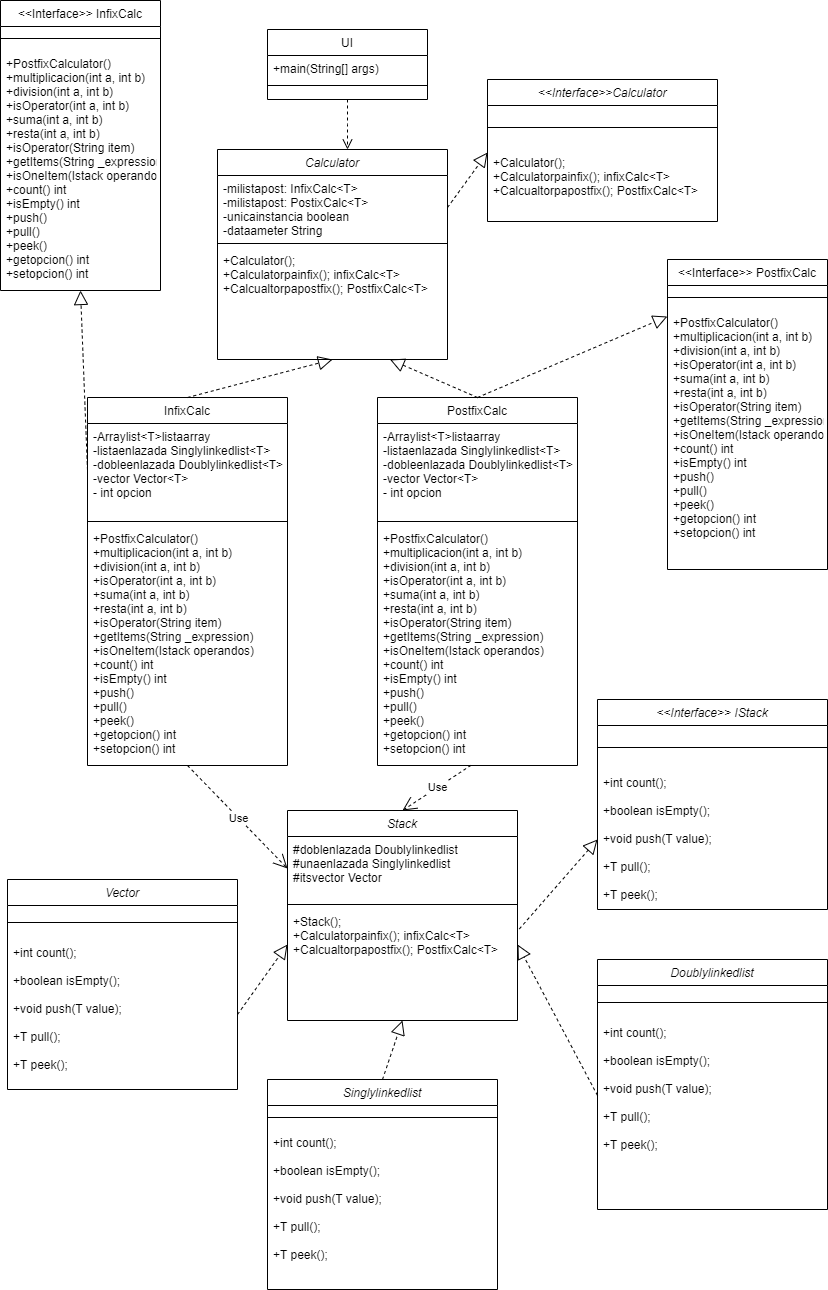 <<Interface>> InfixCalc
+PostfixCalculator()
+multiplicacion(int a, int b)
+division(int a, int b)
+isOperator(int a, int b)
+suma(int a, int b)
+resta(int a, int b)
+isOperator(String item)
+getItems(String _expressio
+isOneItem(Istack operando
+count() int
+isEmpty() int
+push()
+pull()
+peek()
+getopcion() int
+setopcion() int
UI
+main(String[] args)
<<Interface>>Calculator
+Calculator();
+Calculatorpainfix(); infixCalc<T>
+Calcualtorpapostfix(); PostfixCalc<T>
Calculator
-milistapost: InfixCalc<T>
-milistapost: PostixCalc<T>
-unicainstancia boolean
-dataameter String
+Calculator();
+Calculatorpainfix(); infixCalc<T>
+Calcualtorpapostfix(); PostfixCalc<T>
<<Interface>> PostfixCalc
+PostfixCalculator()
+multiplicacion(int a, int b)
+division(int a, int b)
+isOperator(int a, int b)
+suma(int a, int b)
+resta(int a, int b)
+isOperator(String item)
+getItems(String _expressio
+isOneItem(Istack operando
+count() int
+isEmpty() int
+push()
+pull()
+peek()
+getopcion() int
+setopcion() int
InfixCalc
-Arraylist<T>listaarray
-listaenlazada Singlylinkedlist<T>
-dobleenlazada Doublylinkedlist<T>
-vector Vector<T>
- int opcion
+PostfixCalculator()
+multiplicacion(int a, int b)
+division(int a, int b)
+isOperator(int a, int b)
+suma(int a, int b)
+resta(int a, int b)
+isOperator(String item)
+getItems(String _expression)
+isOneItem(Istack operandos)
+count() int
+isEmpty() int
+push()
+pull()
+peek()
+getopcion() int
+setopcion() int
PostfixCalc
-Arraylist<T>listaarray
-listaenlazada Singlylinkedlist<T>
-dobleenlazada Doublylinkedlist<T>
-vector Vector<T>
- int opcion
+PostfixCalculator()
+multiplicacion(int a, int b)
+division(int a, int b)
+isOperator(int a, int b)
+suma(int a, int b)
+resta(int a, int b)
+isOperator(String item)
+getItems(String _expression)
+isOneItem(Istack operandos)
+count() int
+isEmpty() int
+push()
+pull()
+peek()
+getopcion() int
+setopcion() int
Use
Use
<<Interface>> IStack
+int count();
+boolean isEmpty();
+void push(T value);
+T pull();
+T peek();
Stack
#doblenlazada Doublylinkedlist
#unaenlazada Singlylinkedlist
#itsvector Vector
+Stack();
+Calculatorpainfix(); infixCalc<T>
+Calcualtorpapostfix(); PostfixCalc<T>
Vector
+int count();
+boolean isEmpty();
+void push(T value);
+T pull();
+T peek();
Doublylinkedlist
+int count();
+boolean isEmpty();
+void push(T value);
+T pull();
+T peek();
Singlylinkedlist
+int count();
+boolean isEmpty();
+void push(T value);
+T pull();
+T peek();